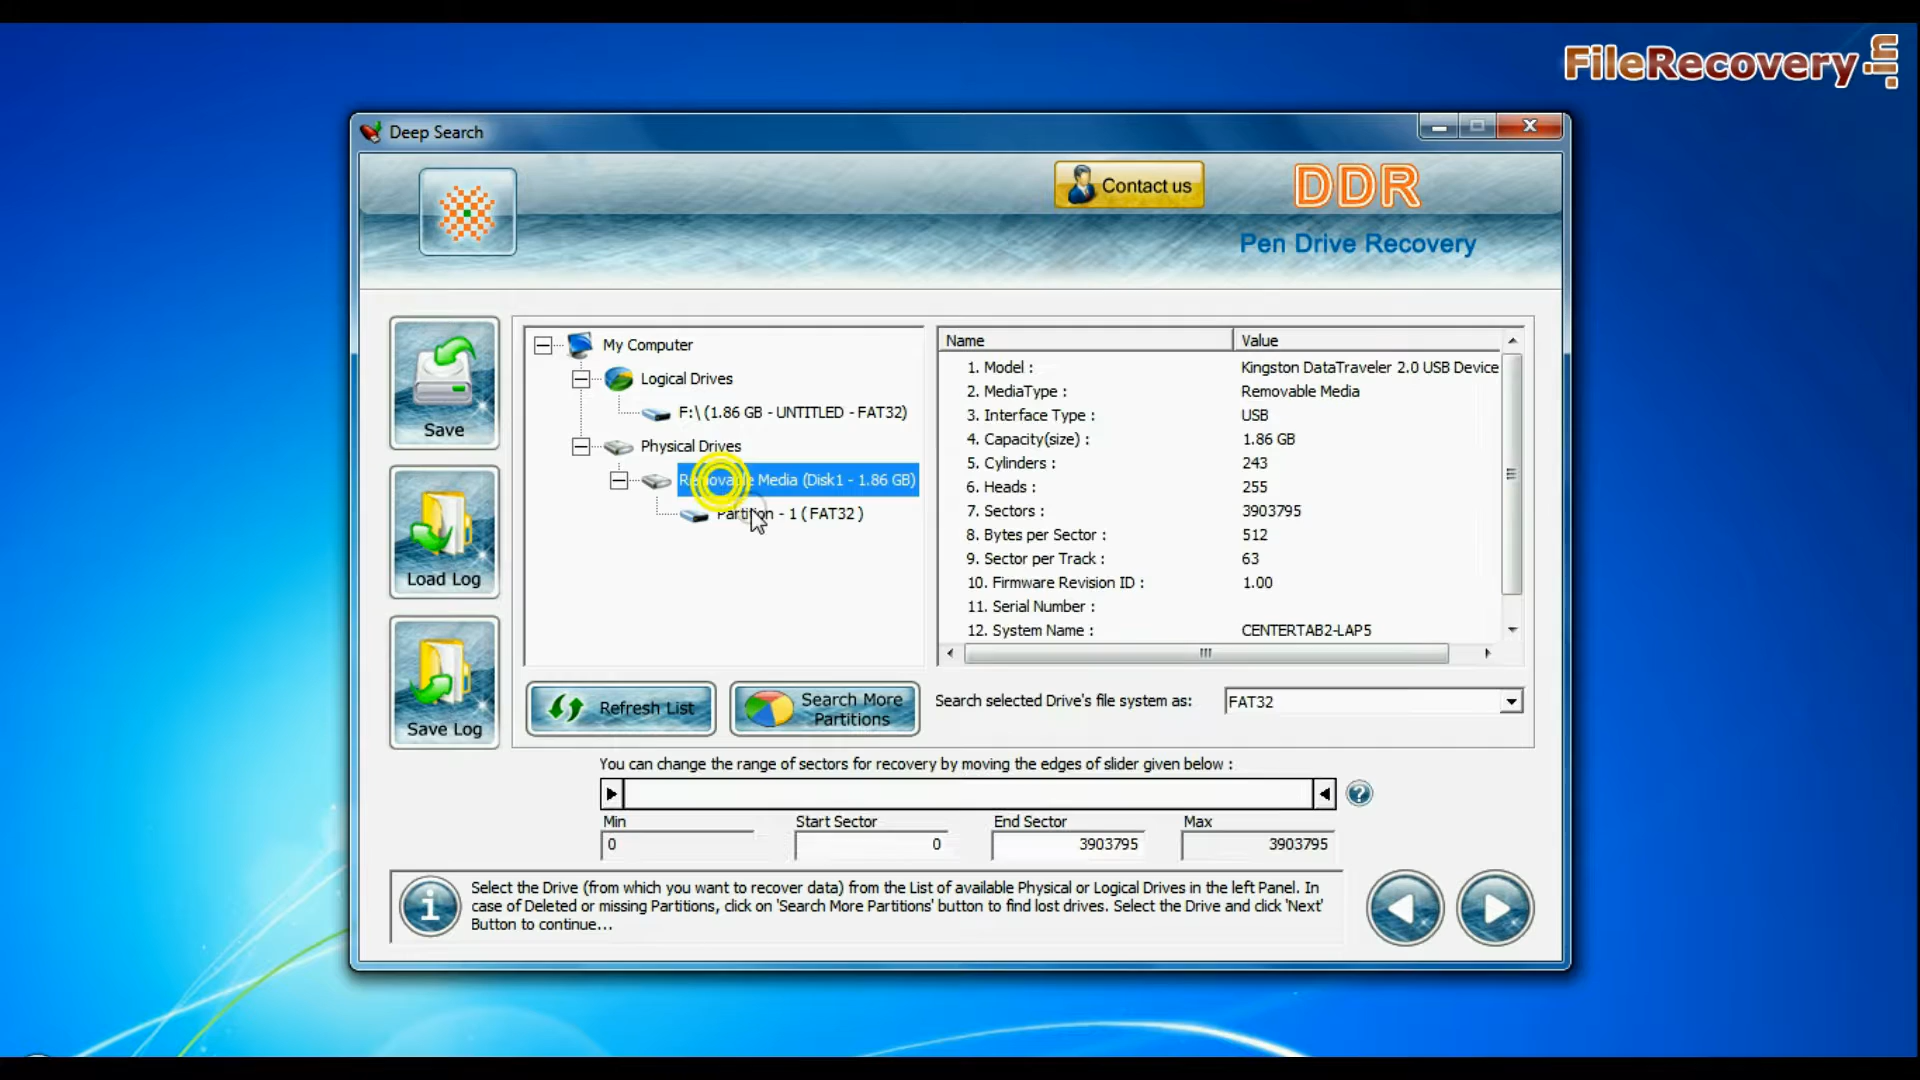 FileRecovery
Deep Search
Contact us
DDR
Pen Drive Recovery
Save
Load Log
Save Log
My Computer
Logical Drives
F:\ (1.86 GB - UNTITLED - FAT32)
Physical Drives
Removable Media (Disk1 - 1.86 GB)
Partition - 1 ( FAT32 )
Name Value
1. Model : Kingston DataTraveler 2.0 USB Device
2. MediaType : Removable Media
3. Interface Type : USB
4. Capacity(size) : 1.86 GB
5. Cylinders : 243
6. Heads : 255
7. Sectors : 3903795
8. Bytes per Sector : 512
9. Sector per Track : 63
10. Firmware Revision ID : 1.00
11. Serial Number :
12. System Name : CENTERTAB2-LAP5
Refresh List
Search More
Partitions
Search selected Drive's file system as: FAT32
You can change the range of sectors for recovery by moving the edges of slider given below :
Min Start Sector End Sector Max
0 0 3903795 3903795
Select the Drive (from which you want to recover data) from the List of available Physical or Logical Drives in the left Panel. In
case of Deleted or missing Partitions, click on 'Search More Partitions' button to find lost drives. Select the Drive and click 'Next'
Button to continue...